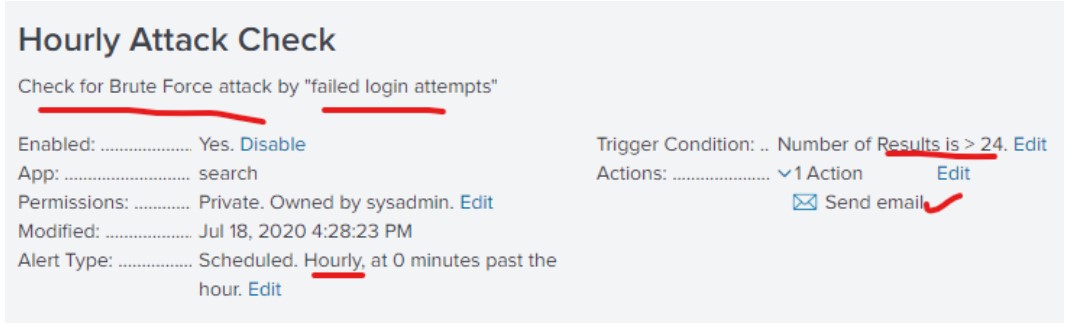 Hourly Attack Check
Check for Brute Force attack by "failed login attempts"
Enabled: ................... Yes. Disable
App: ........................... search
Permissions: ............ Private. Owned by sysadmin. Edit
Modified: .................. Jul 18, 2020 4:28:23 PM
Alert Type: ................ Scheduled. Hourly, at 0 minutes past the
hour. Edit
Trigger Condition: .. Number of Results is > 24. Edit
Actions: ..................... 1 Action Edit
Send email